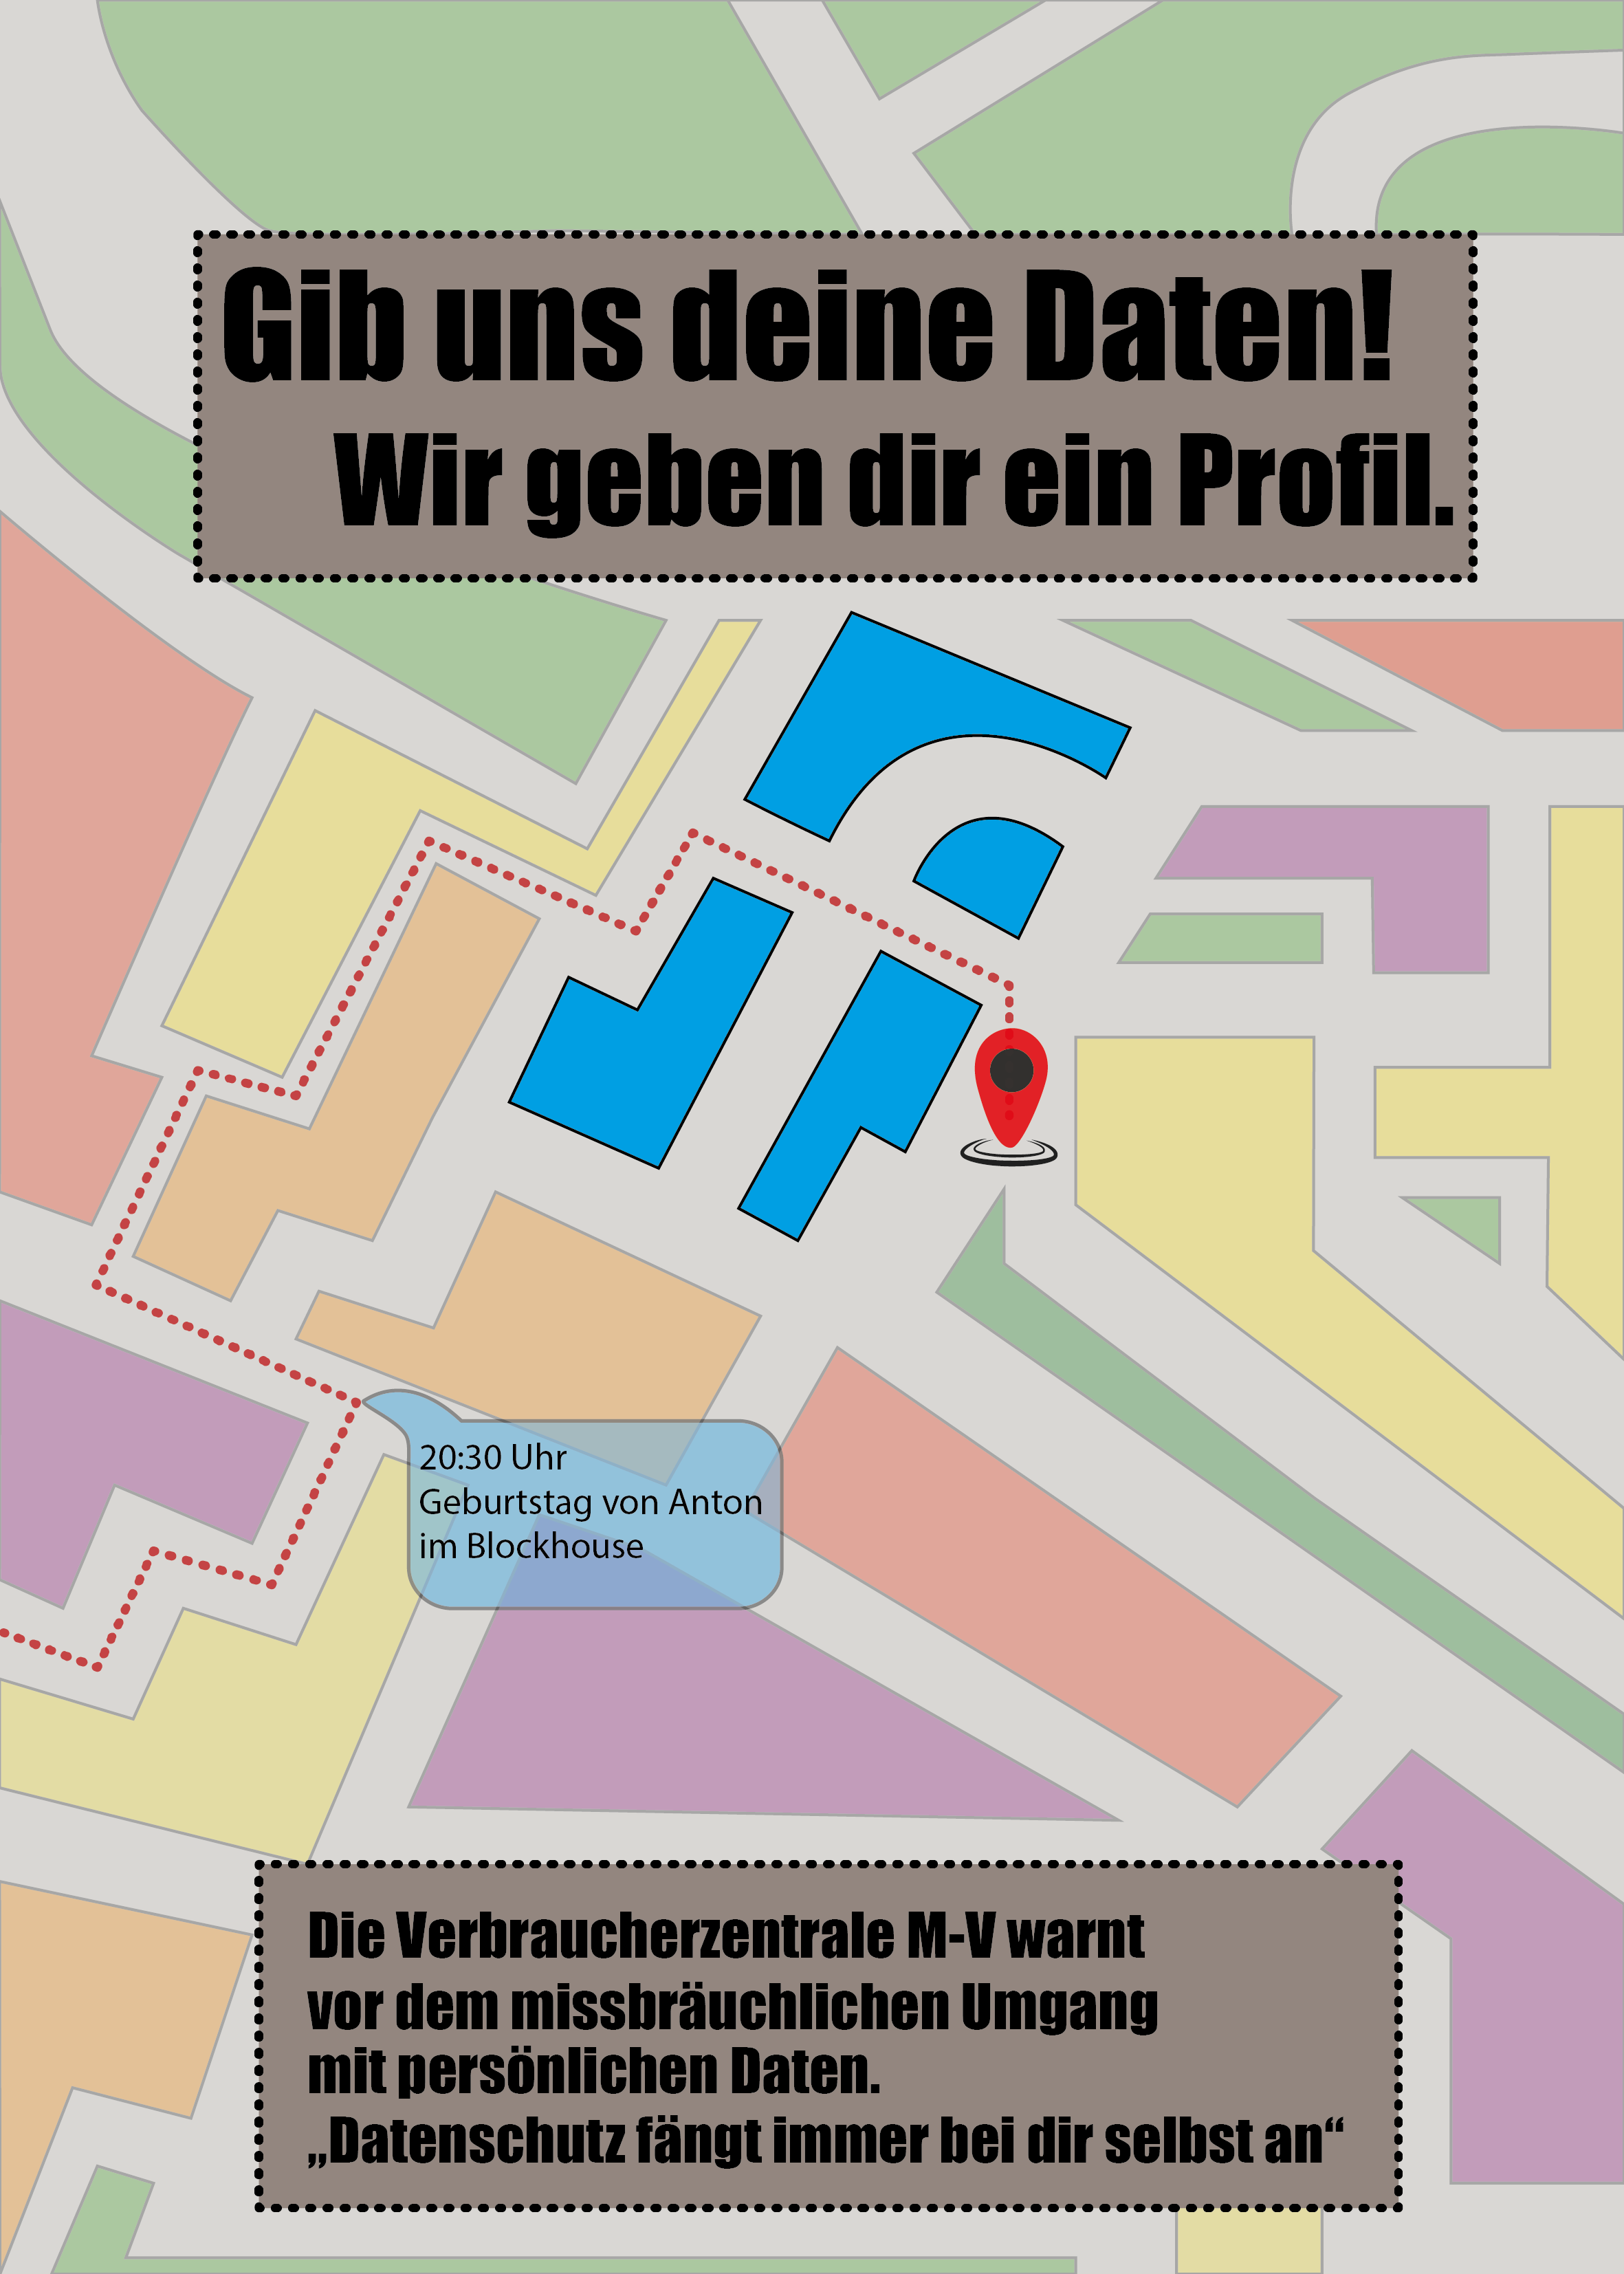 Gib uns deine Daten!
Wir geben dir ein Profil.
20:30 Uhr
Geburtstag von Anton
im Blockhouse
Die Verbraucherzentrale M-V warnt
vor dem missbräuchlichen Umgang
mit persönlichen Daten.
„Datenschutz fängt immer bei dir selbst an“